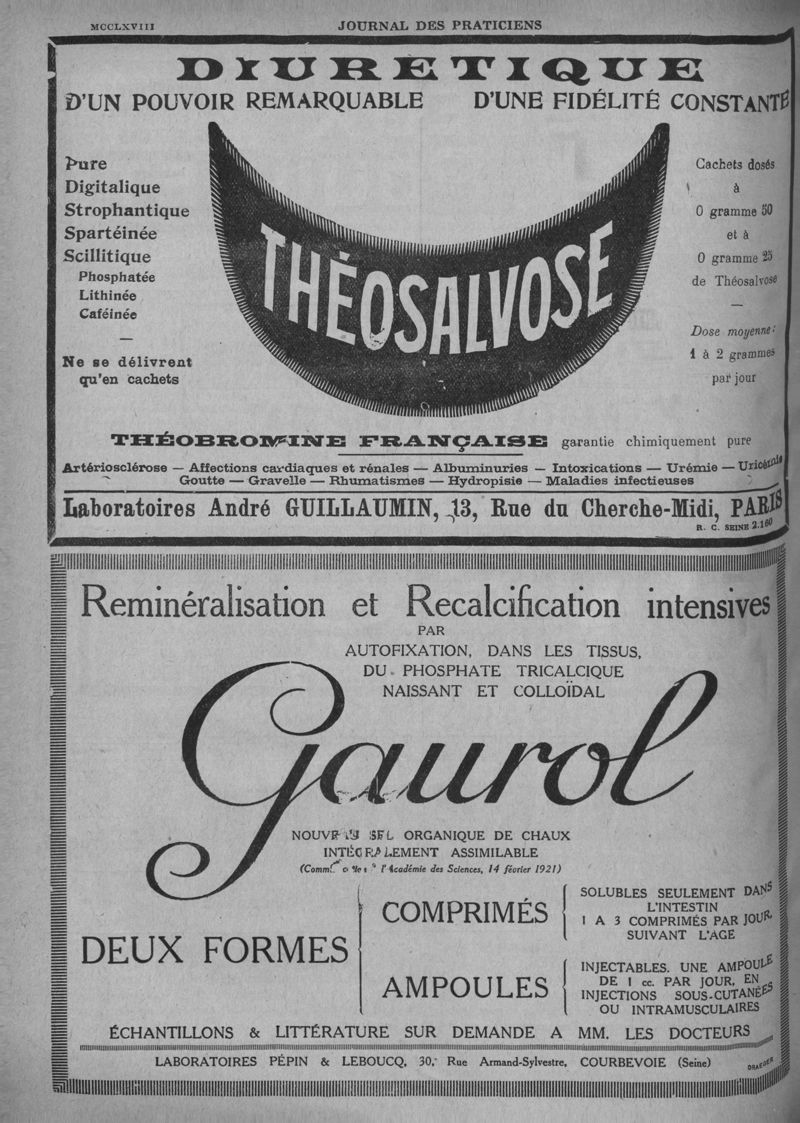 MCCLXVIII
JOURNAL DES PRATICIENS
DIURETIQUE
D'UN POUVOIR REMARQUABLE D'UNE FIDÉLITÉ CONSTANTE
Pure
Digitalique
Strophantique
Spartéinée
Scillitique
Phosphatée
Lithinée
Caféinée
—
Ne se délivrent
qu'en cachets
THÉOSALVOSE
Cachets dosés
à
0 gramme 50
et à
0 gramme 25
de Théosalvose
—
Dose moyenne:
1 à 2 grammes
par jour
THÉOBROMINE FRANÇAISE garantie chimiquement pure
Artériosclérose — Affections cardiaques et rénales — Albuminuries — Intoxications — Urémie — Uricémie
Goutte — Gravelle — Rhumatismes — Hydropisie — Maladies infectieuses
Laboratoires André GUILLAUMIN, 13, Rue du Cherche-Midi, PARIS
R. C. SEINE 2.160
Reminéralisation et Recalcification intensives
PAR
AUTOFIXATION, DANS LES TISSUS,
DU PHOSPHATE TRICALCIQUE
NAISSANT ET COLLOÏDAL
Gaurol
NOUVEAU SEL ORGANIQUE DE CHAUX
INTÉGRALEMENT ASSIMILABLE
l'Académie des Sciences, 14 février 1921)
DEUX FORMES
COMPRIMÉS
SOLUBLES SEULEMENT DANS
L'INTESTIN
1 A 3 COMPRIMÉS PAR JOUR,
SUIVANT L'AGE
AMPOULES
INJECTABLES. UNE AMPOULE
DE 1 cc. PAR JOUR, EN
INJECTIONS SOUS-CUTANÉES
OU INTRAMUSCULAIRES
ÉCHANTILLONS & LITTÉRATURE SUR DEMANDE A MM. LES DOCTEURS
LABORATOIRES PÉPIN & LEBOUCQ, 30, Rue Armand-Sylvestre, COURBEVOIE (Seine)
DRAEGER